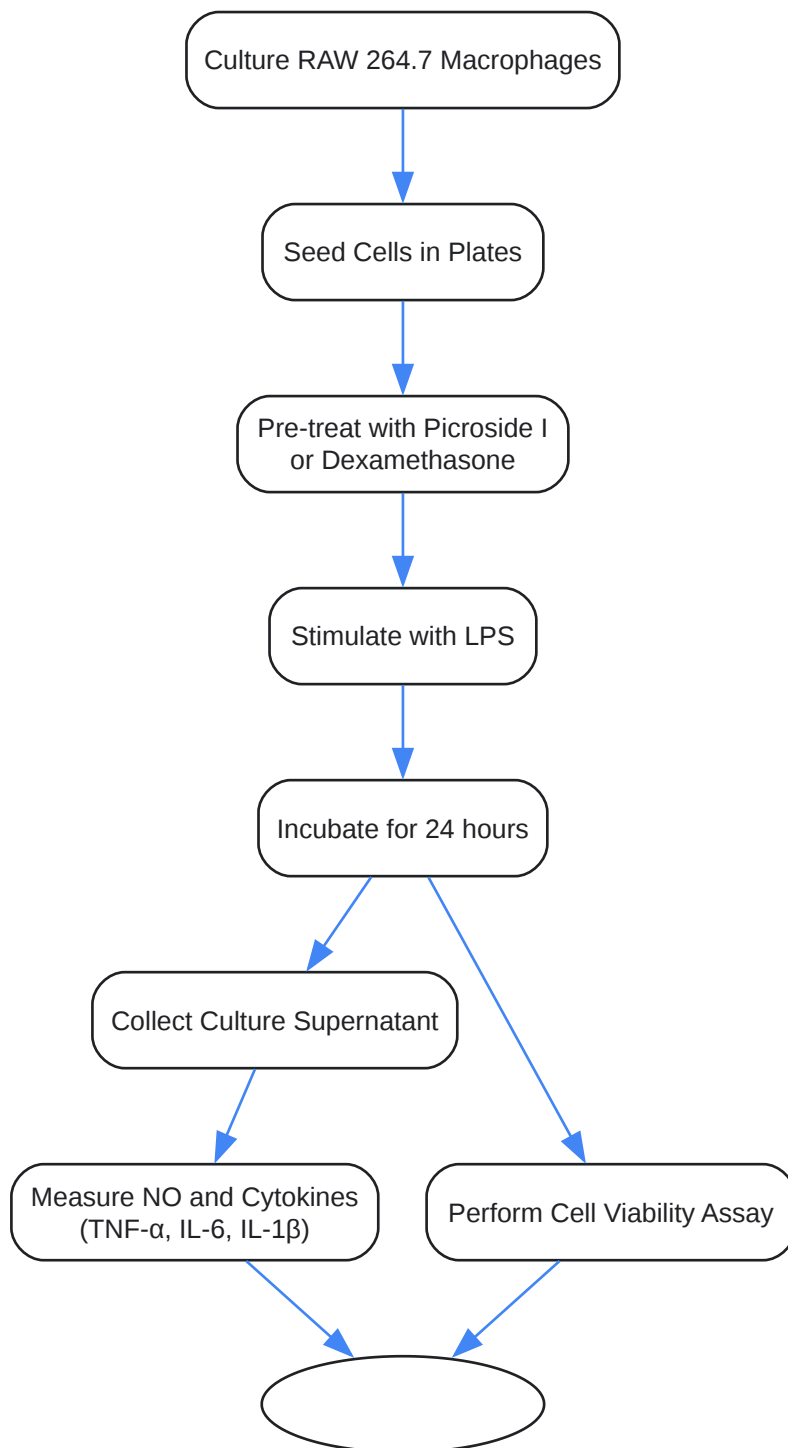 Culture RAW 264.7 Macrophages
Seed Cells in Plates
Pre-treat with Picroside I
or Dexamethasone
Stimulate with LPS
Incubate for 24 hours
Collect Culture Supernatant
Measure NO and Cytokines
(TNF-α, IL-6, IL-1β)
Perform Cell Viability Assay